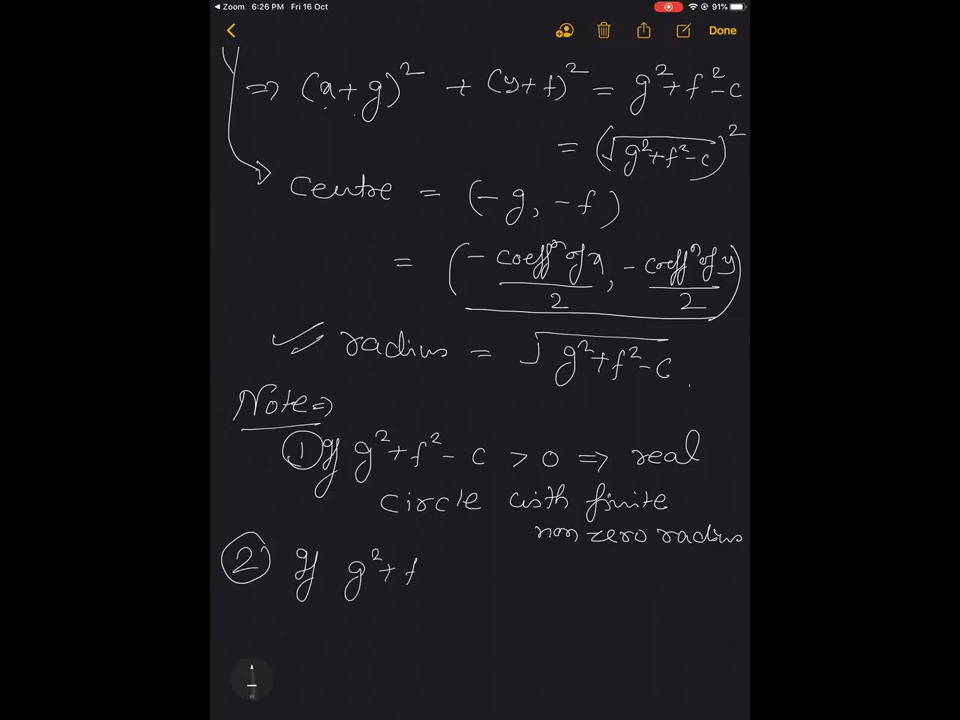 ◀ Zoom 6:26 PM Fri 16 Oct 91%
Done
⇒ (x + g)² + (y + f)² = g² + f² - c
= (√g² + f² - c)²
centre = (-g, -f)
= (-coeffⁿ of x/2, -coeffⁿ of y/2)
radius = √g² + f² - c
Note ⇒
① If g² + f² - c > 0 ⇒ real
circle with finite
non zero radius
② If g² + f